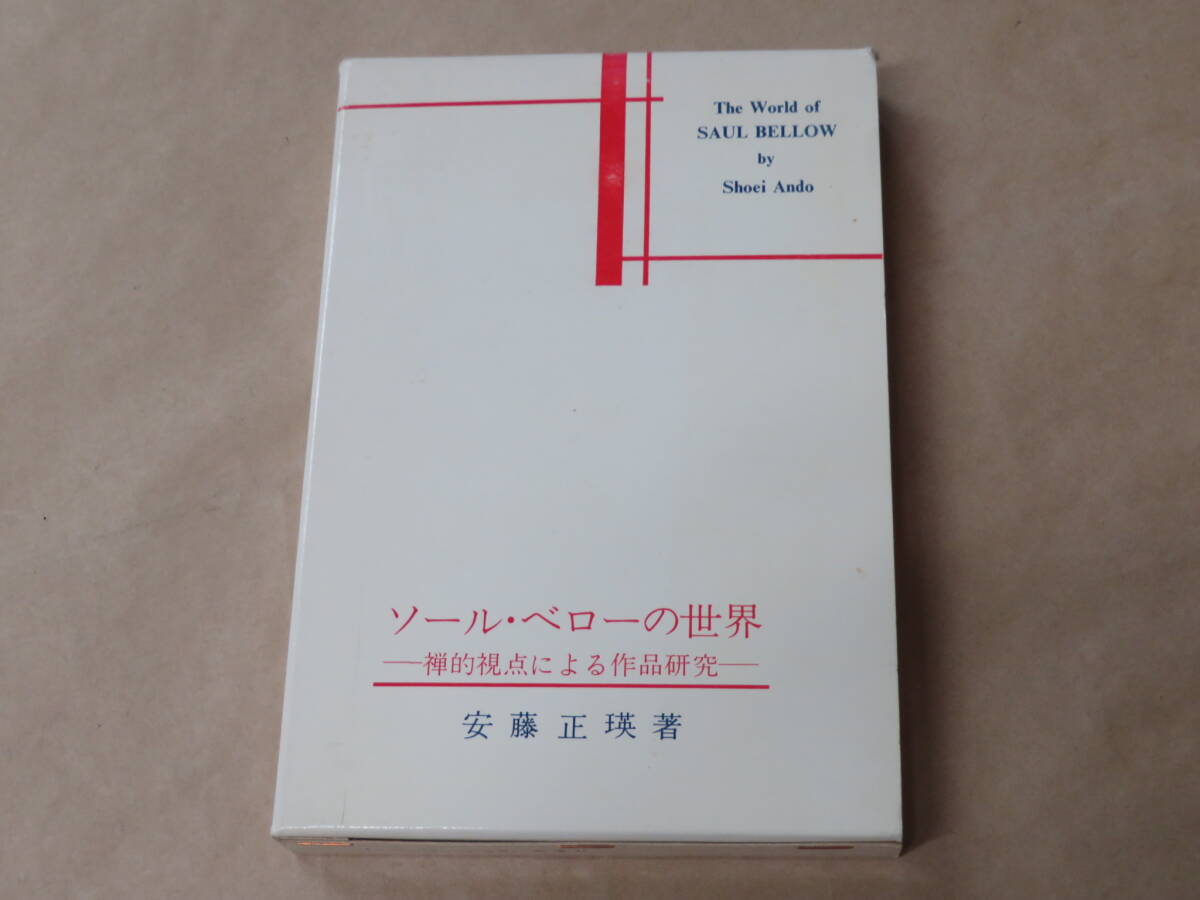 The World of
SAUL BELLOW
by
Shoei Ando
ソール・ベローの世界
―禅的視点による作品研究―
安藤正瑛著